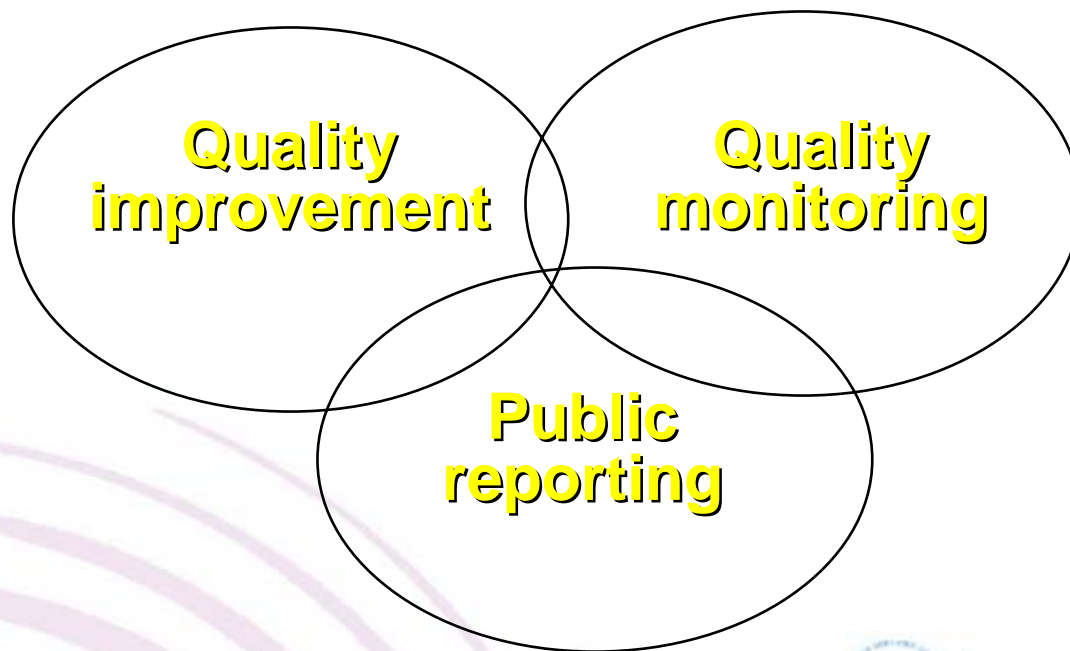 Quality
improvement
Quality
monitoring
Public
reporting